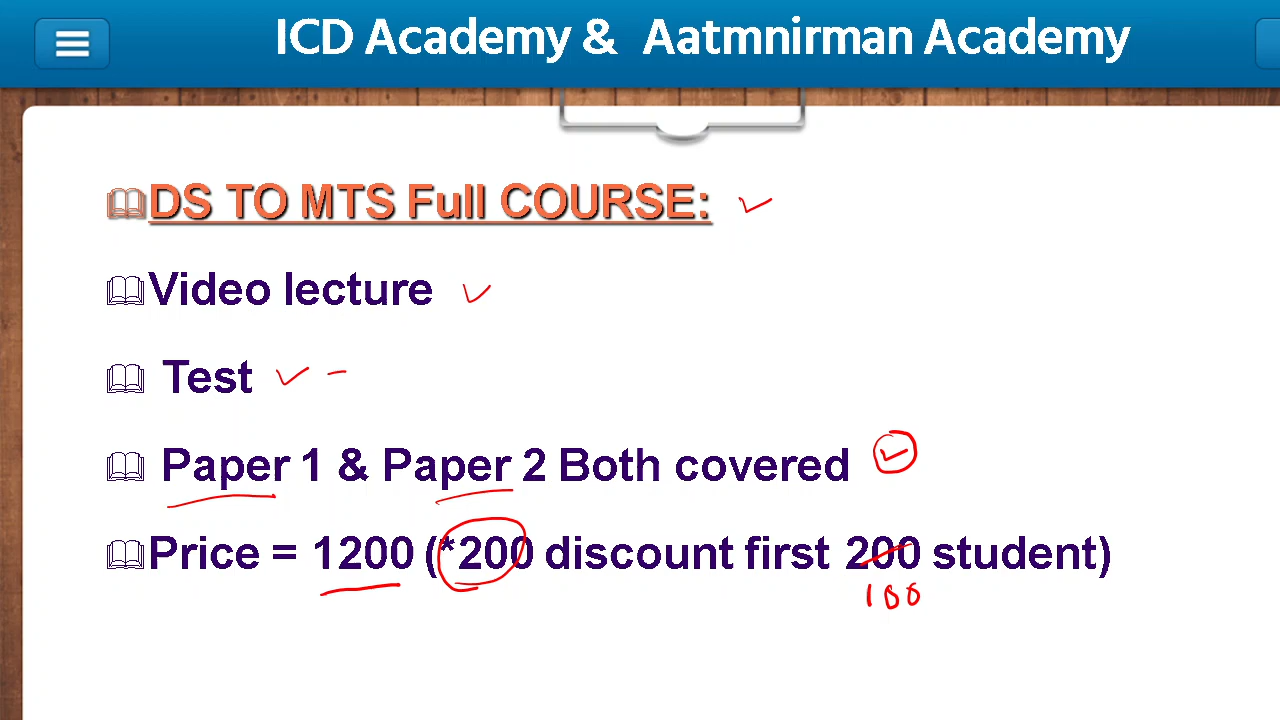 ICD Academy & Aatmnirman Academy
DS TO MTS Full COURSE:
Video lecture
Test
Paper 1 & Paper 2 Both covered
Price = 1200 (*200 discount first 200 student)
100